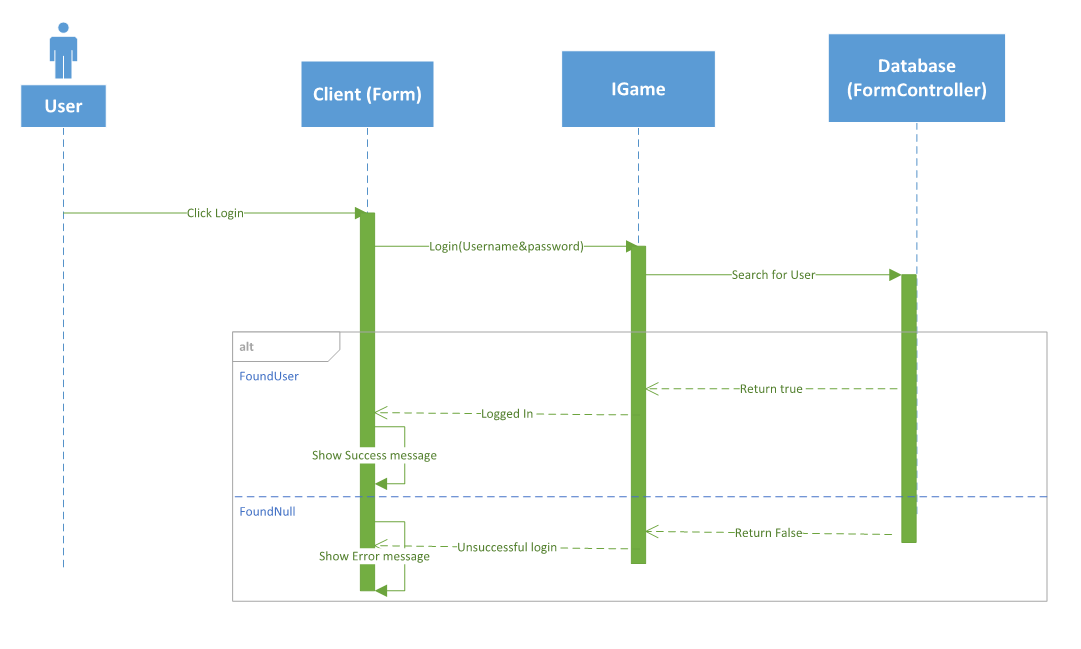 User
Client (Form)
IGame
Database
(FormController)
Click Login
Login(Username&password)
Search for User
alt
FoundUser
Return true
Logged In
Show Success message
FoundNull
Return False
Unsuccessful login
Show Error message